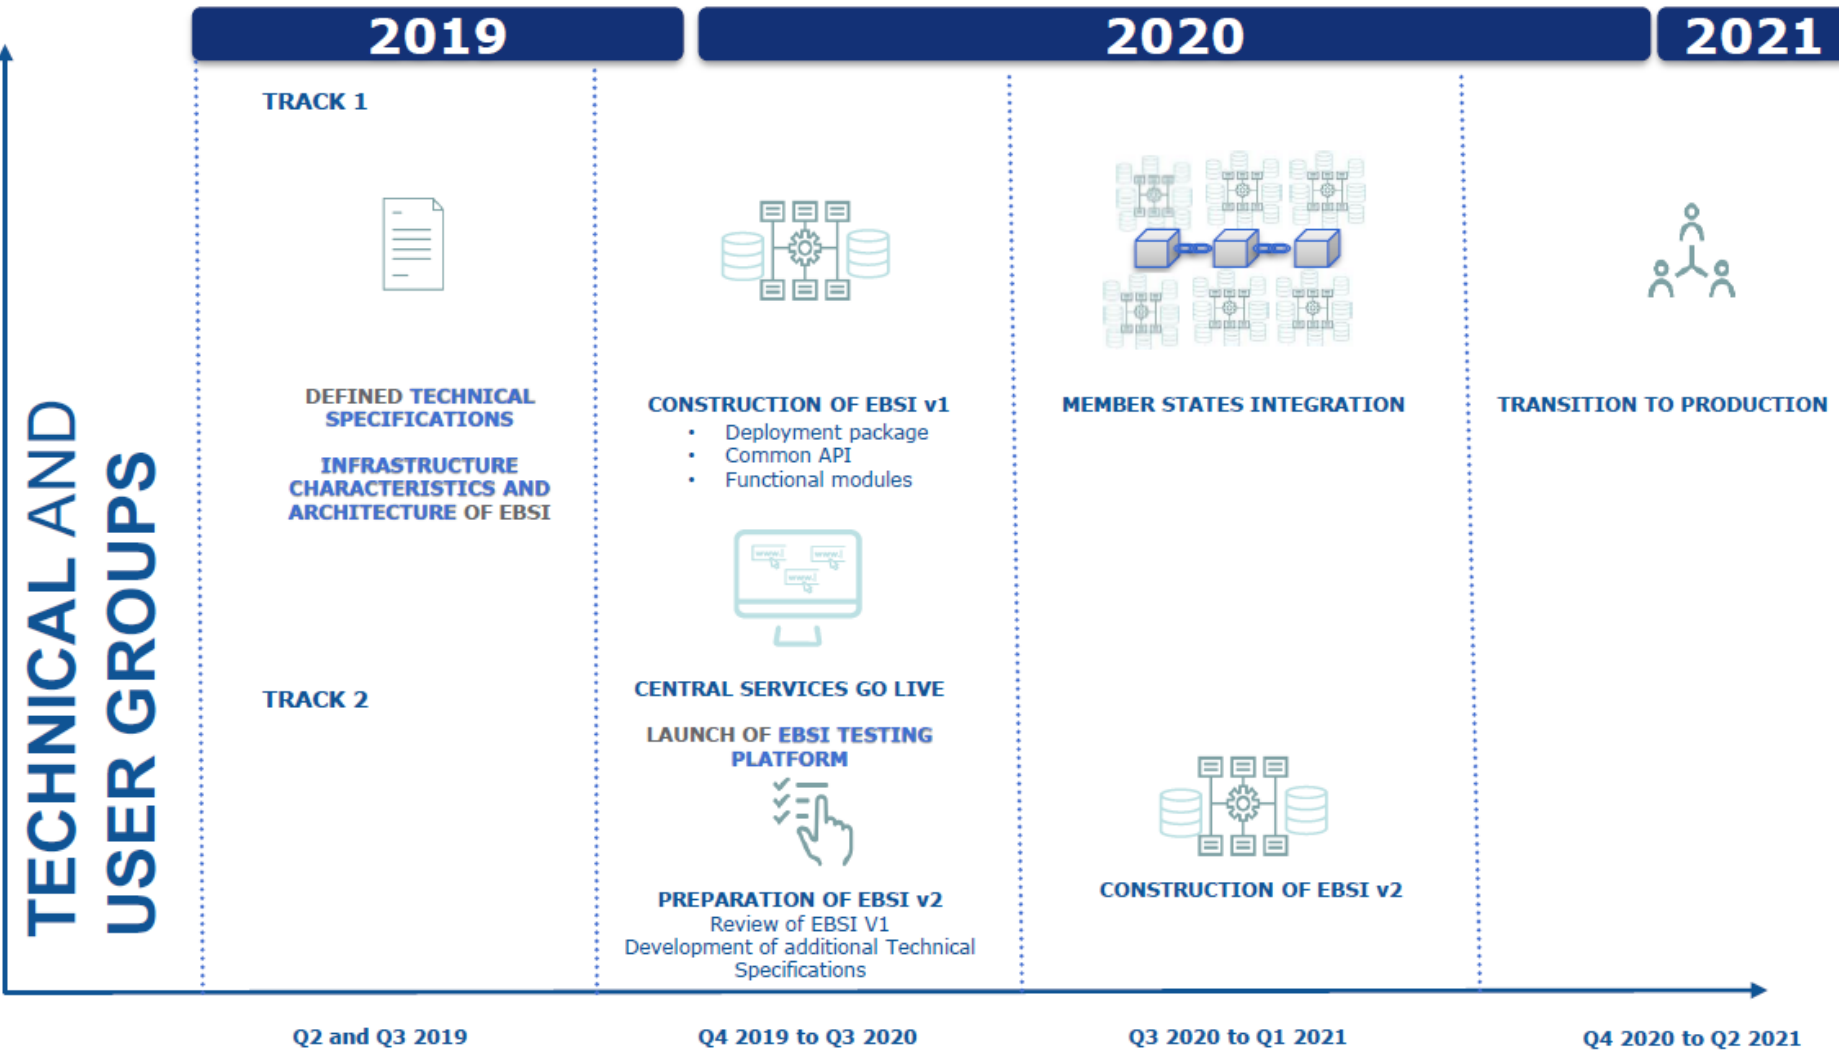 2019
2020
2021
TECHNICAL AND
USER GROUPS
TRACK 1
DEFINED TECHNICAL
SPECIFICATIONS
INFRASTRUCTURE
CHARACTERISTICS AND
ARCHITECTURE OF EBSI
CONSTRUCTION OF EBSI v1
• Deployment package
• Common API
• Functional modules
MEMBER STATES INTEGRATION
TRANSITION TO PRODUCTION
www.
www.
www.
CENTRAL SERVICES GO LIVE
LAUNCH OF EBSI TESTING
PLATFORM
TRACK 2
PREPARATION OF EBSI v2
Review of EBSI V1
Development of additional Technical
Specifications
CONSTRUCTION OF EBSI v2
Q2 and Q3 2019
Q4 2019 to Q3 2020
Q3 2020 to Q1 2021
Q4 2020 to Q2 2021